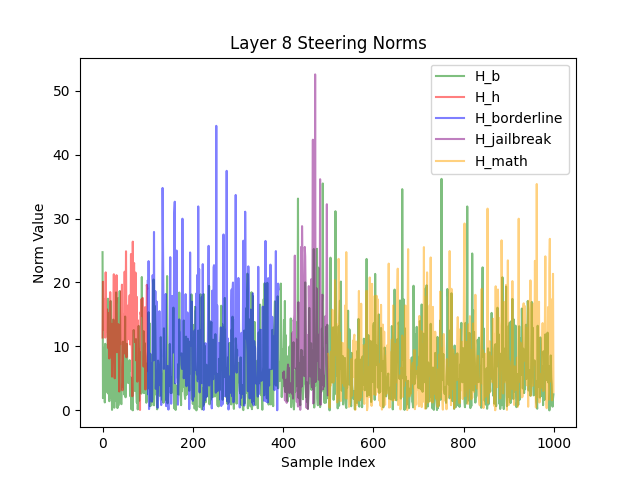 Layer 8 Steering Norms
H_b
H_h
H_borderline
H_jailbreak
H_math
Norm Value
50
40
30
20
10
0
0
200
400
600
800
1000
Sample Index